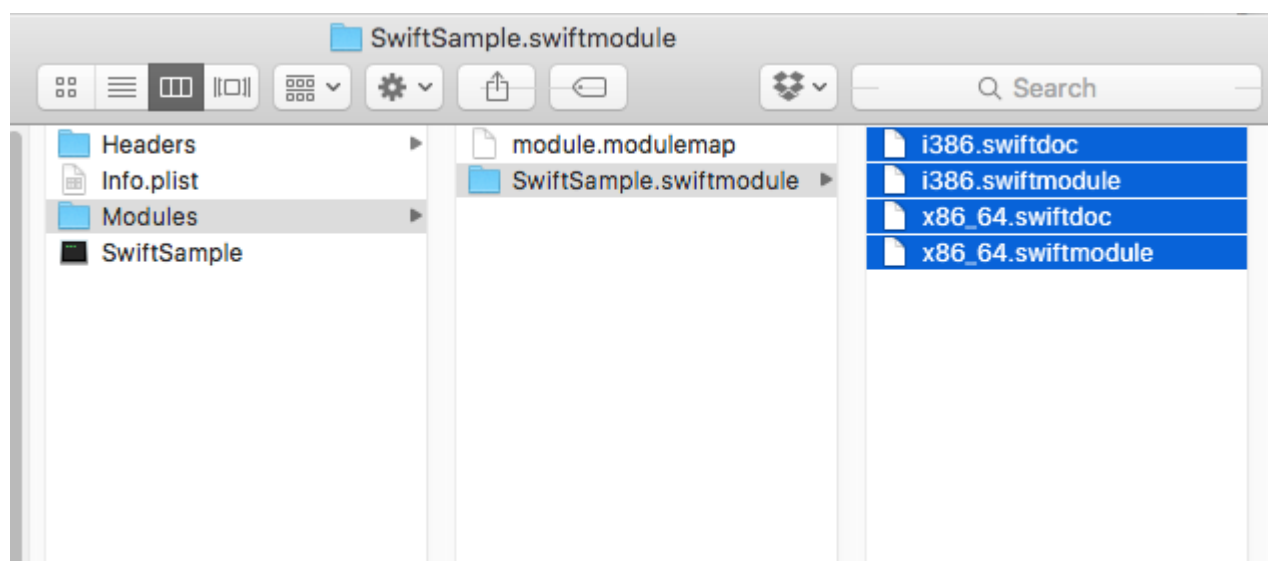 SwiftSample.swiftmodule
Search
Headers
Info.plist
Modules
SwiftSample
module.modulemap
SwiftSample.swiftmodule
i386.swiftdoc
i386.swiftmodule
x86_64.swiftdoc
x86_64.swiftmodule